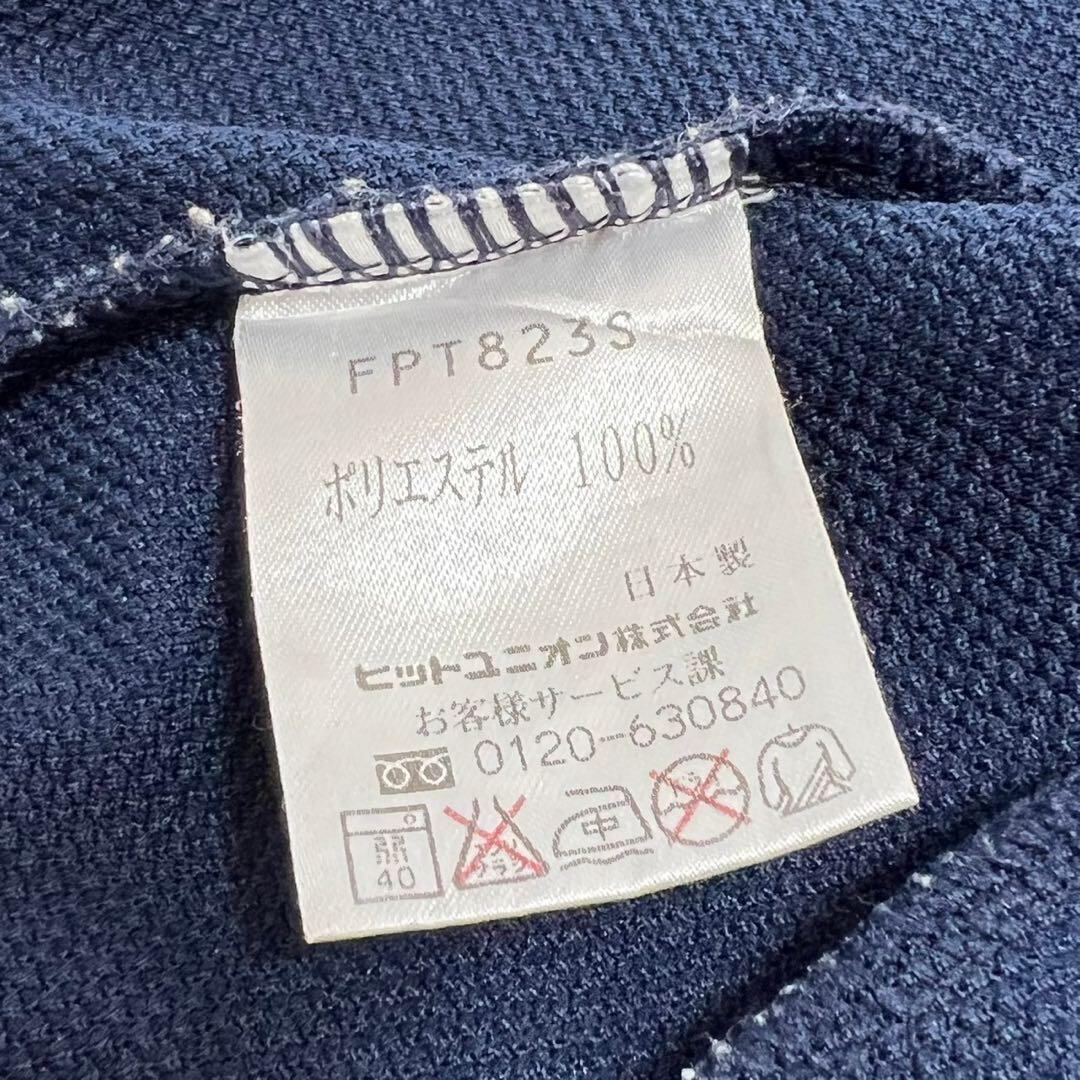 FPT823S
ポリエステル 100%
日本製
ヒットユニオン株式会社
お客様サービス課
0120-630840
40
中